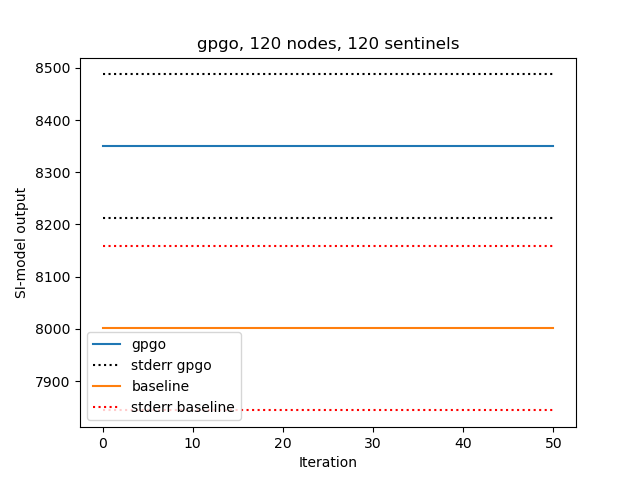 gpgo, 120 nodes, 120 sentinels
8500
8400
8300
8200
8100
8000
7900
SI-model output
gpgo
stderr gpgo
baseline
stderr baseline
0 10 20 30 40 50
Iteration